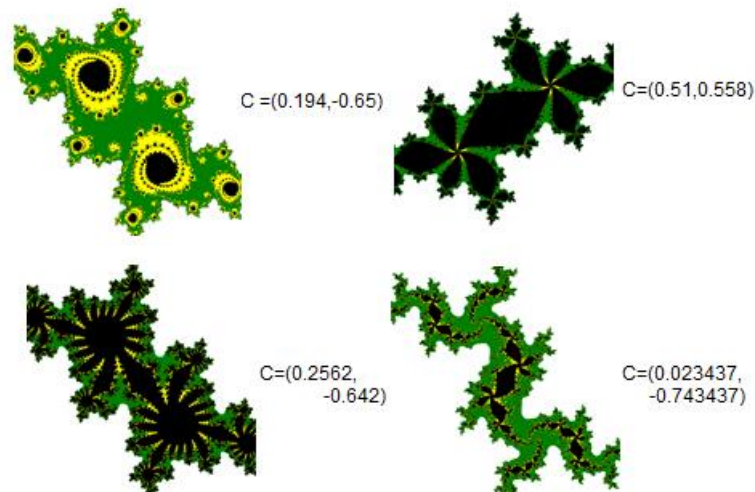 C =(0.194,-0.65)
C=(0.51,0.558)
C=(0.2562,
-0.642)
C=(0.023437,
-0.743437)